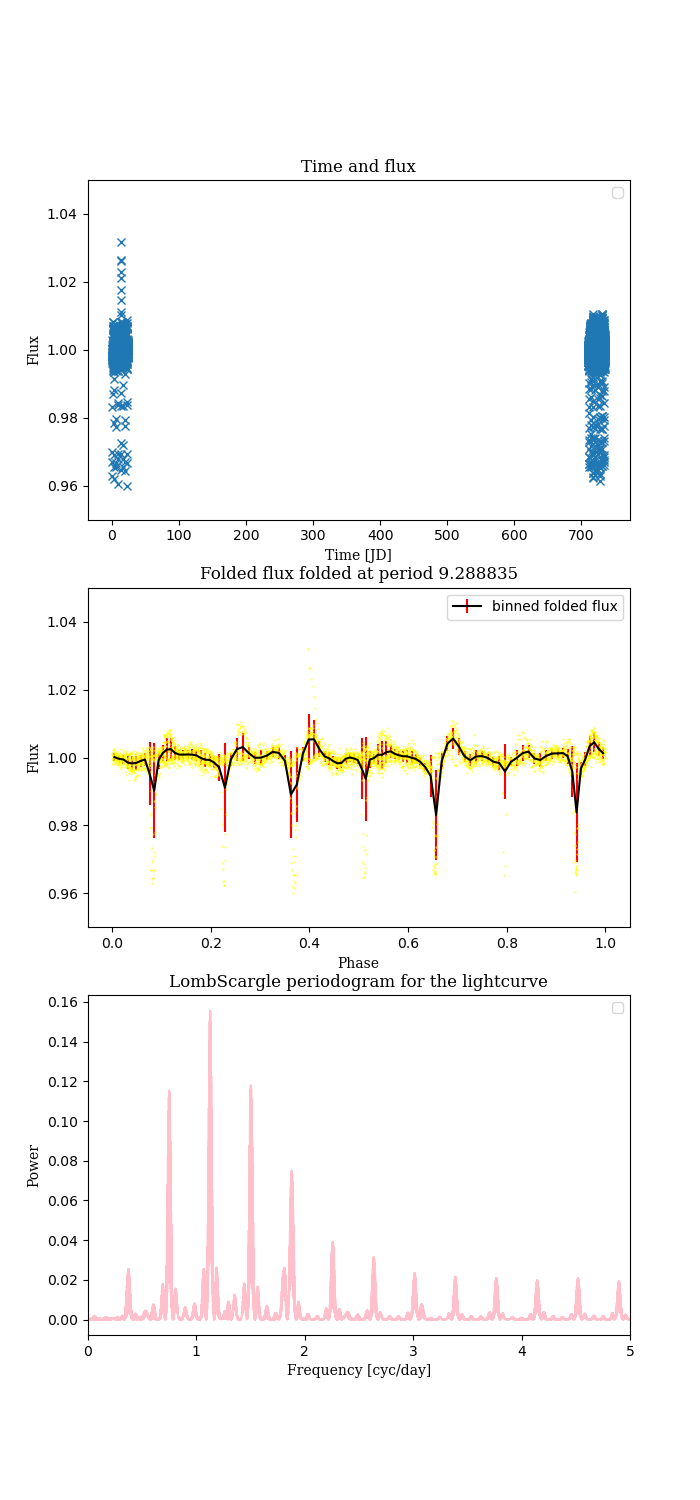 Time and flux
1.04
1.02
1.00
0.98
0.96
Flux
0 100 200 300 400 500 600 700
Time [JD]
Folded flux folded at period 9.288835
binned folded flux
1.04
1.02
1.00
0.98
0.96
Flux
0.0 0.2 0.4 0.6 0.8 1.0
Phase
LombScargle periodogram for the lightcurve
0.16
0.14
0.12
0.10
0.08
0.06
0.04
0.02
0.00
Power
0 1 2 3 4 5
Frequency [cyc/day]